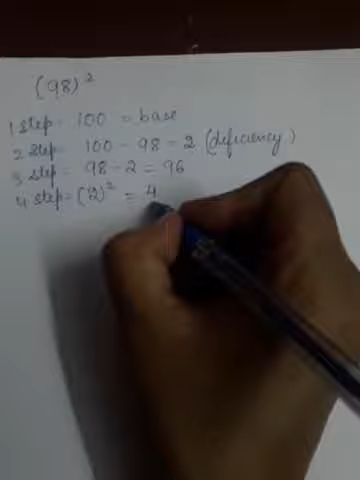 (98)²
1 step = 100 = base
2 step = 100 - 98 = 2 (deficiency)
3 step = 98 - 2 = 96
4 step = (2)² = 4